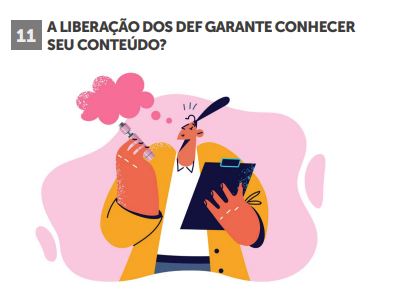 11 A LIBERAÇÃO DOS DEF GARANTE CONHECER
SEU CONTEÚDO?